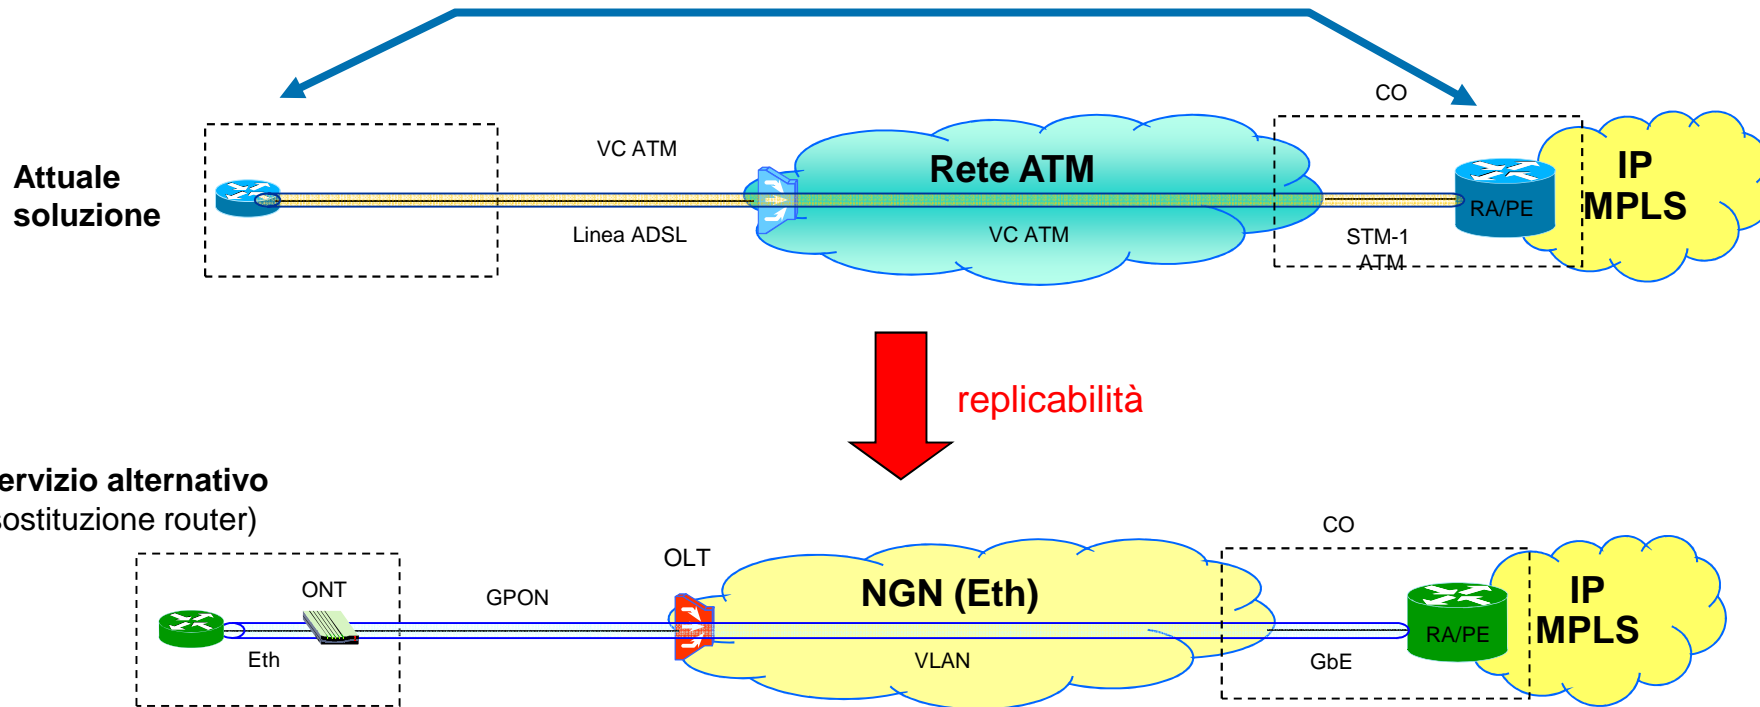 CO
VC ATM
Rete ATM
IP
MPLS
Attuale
soluzione
RA/PE
Linea ADSL
VC ATM
STM-1
ATM
replicabilità
ervizio alternativo
sostituzione router)
CO
OLT
ONT
GPON
NGN (Eth)
IP
MPLS
RA/PE
Eth
VLAN
GbE